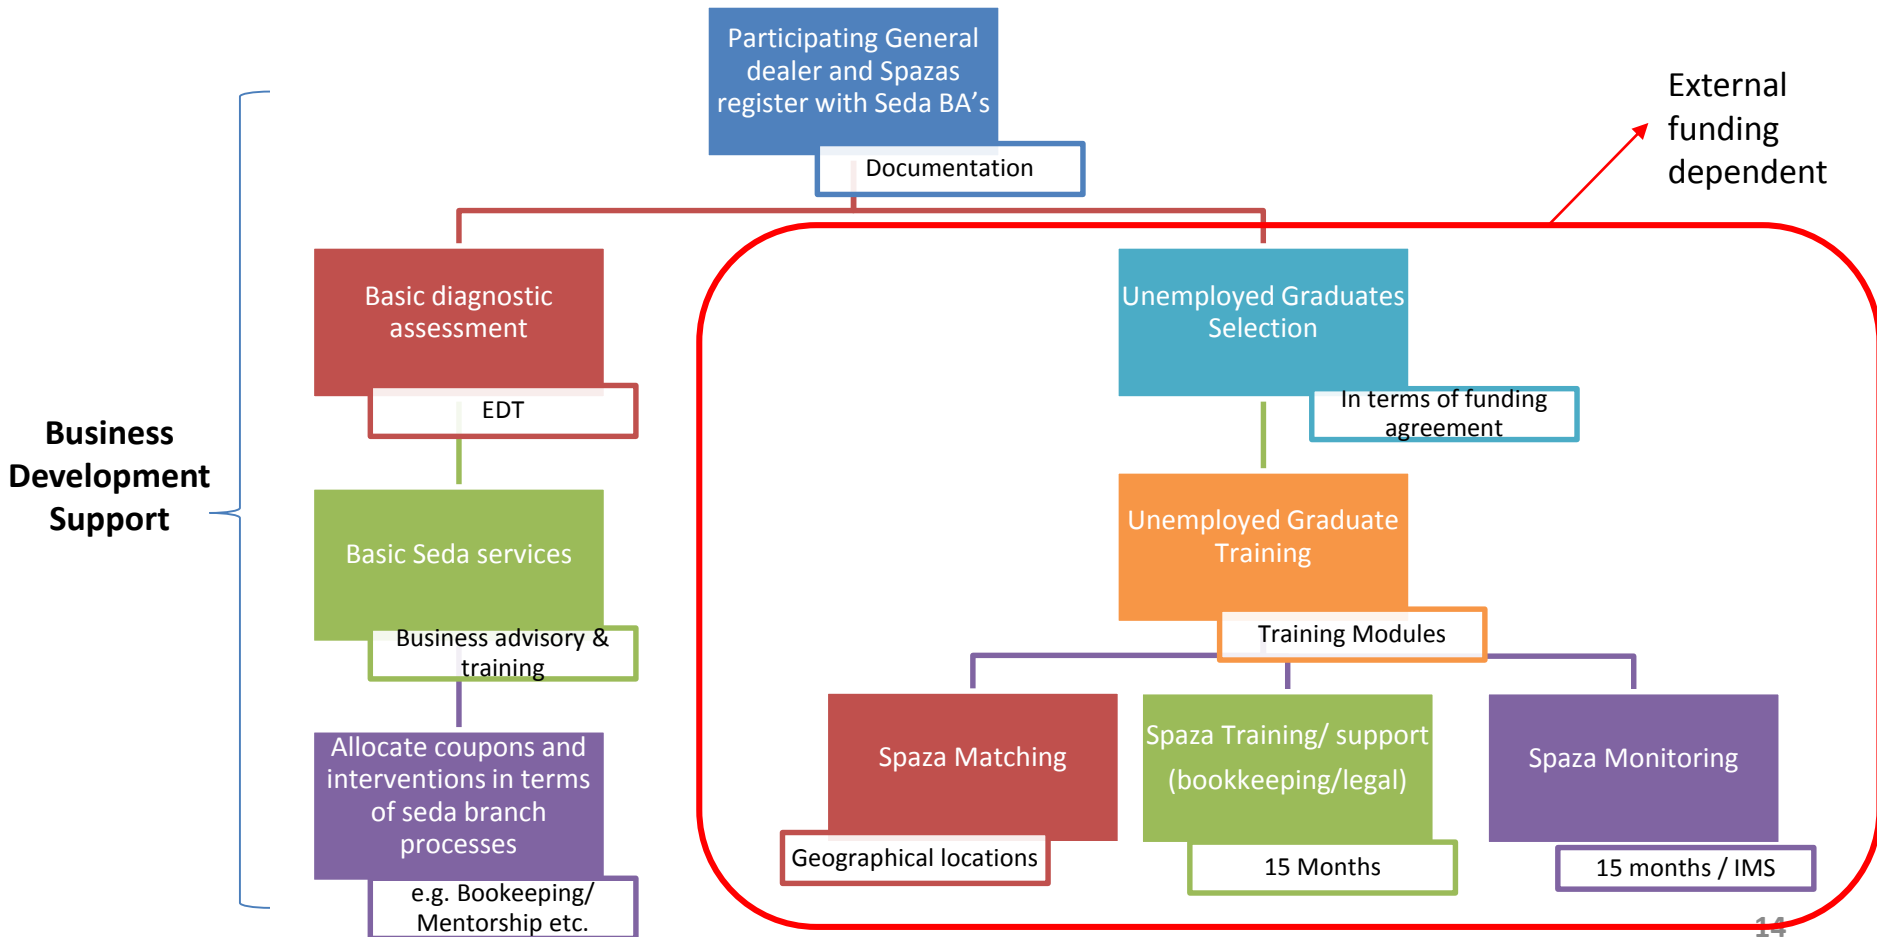 Participating General
dealer and Spazas
register with Seda BA's
Documentation
External
funding
dependent
Business
Development
Support
Basic diagnostic
assessment
EDT
Basic Seda services
Business advisory &
training
Allocate coupons and
interventions in terms
of seda branch
processes
e.g. Bookeeping/
Mentorship etc.
Unemployed Graduates
Selection
In terms of funding
agreement
Unemployed Graduate
Training
Training Modules
Spaza Matching
Geographical locations
Spaza Training/ support
(bookkeeping/legal)
15 Months
Spaza Monitoring
15 months / IMS
14